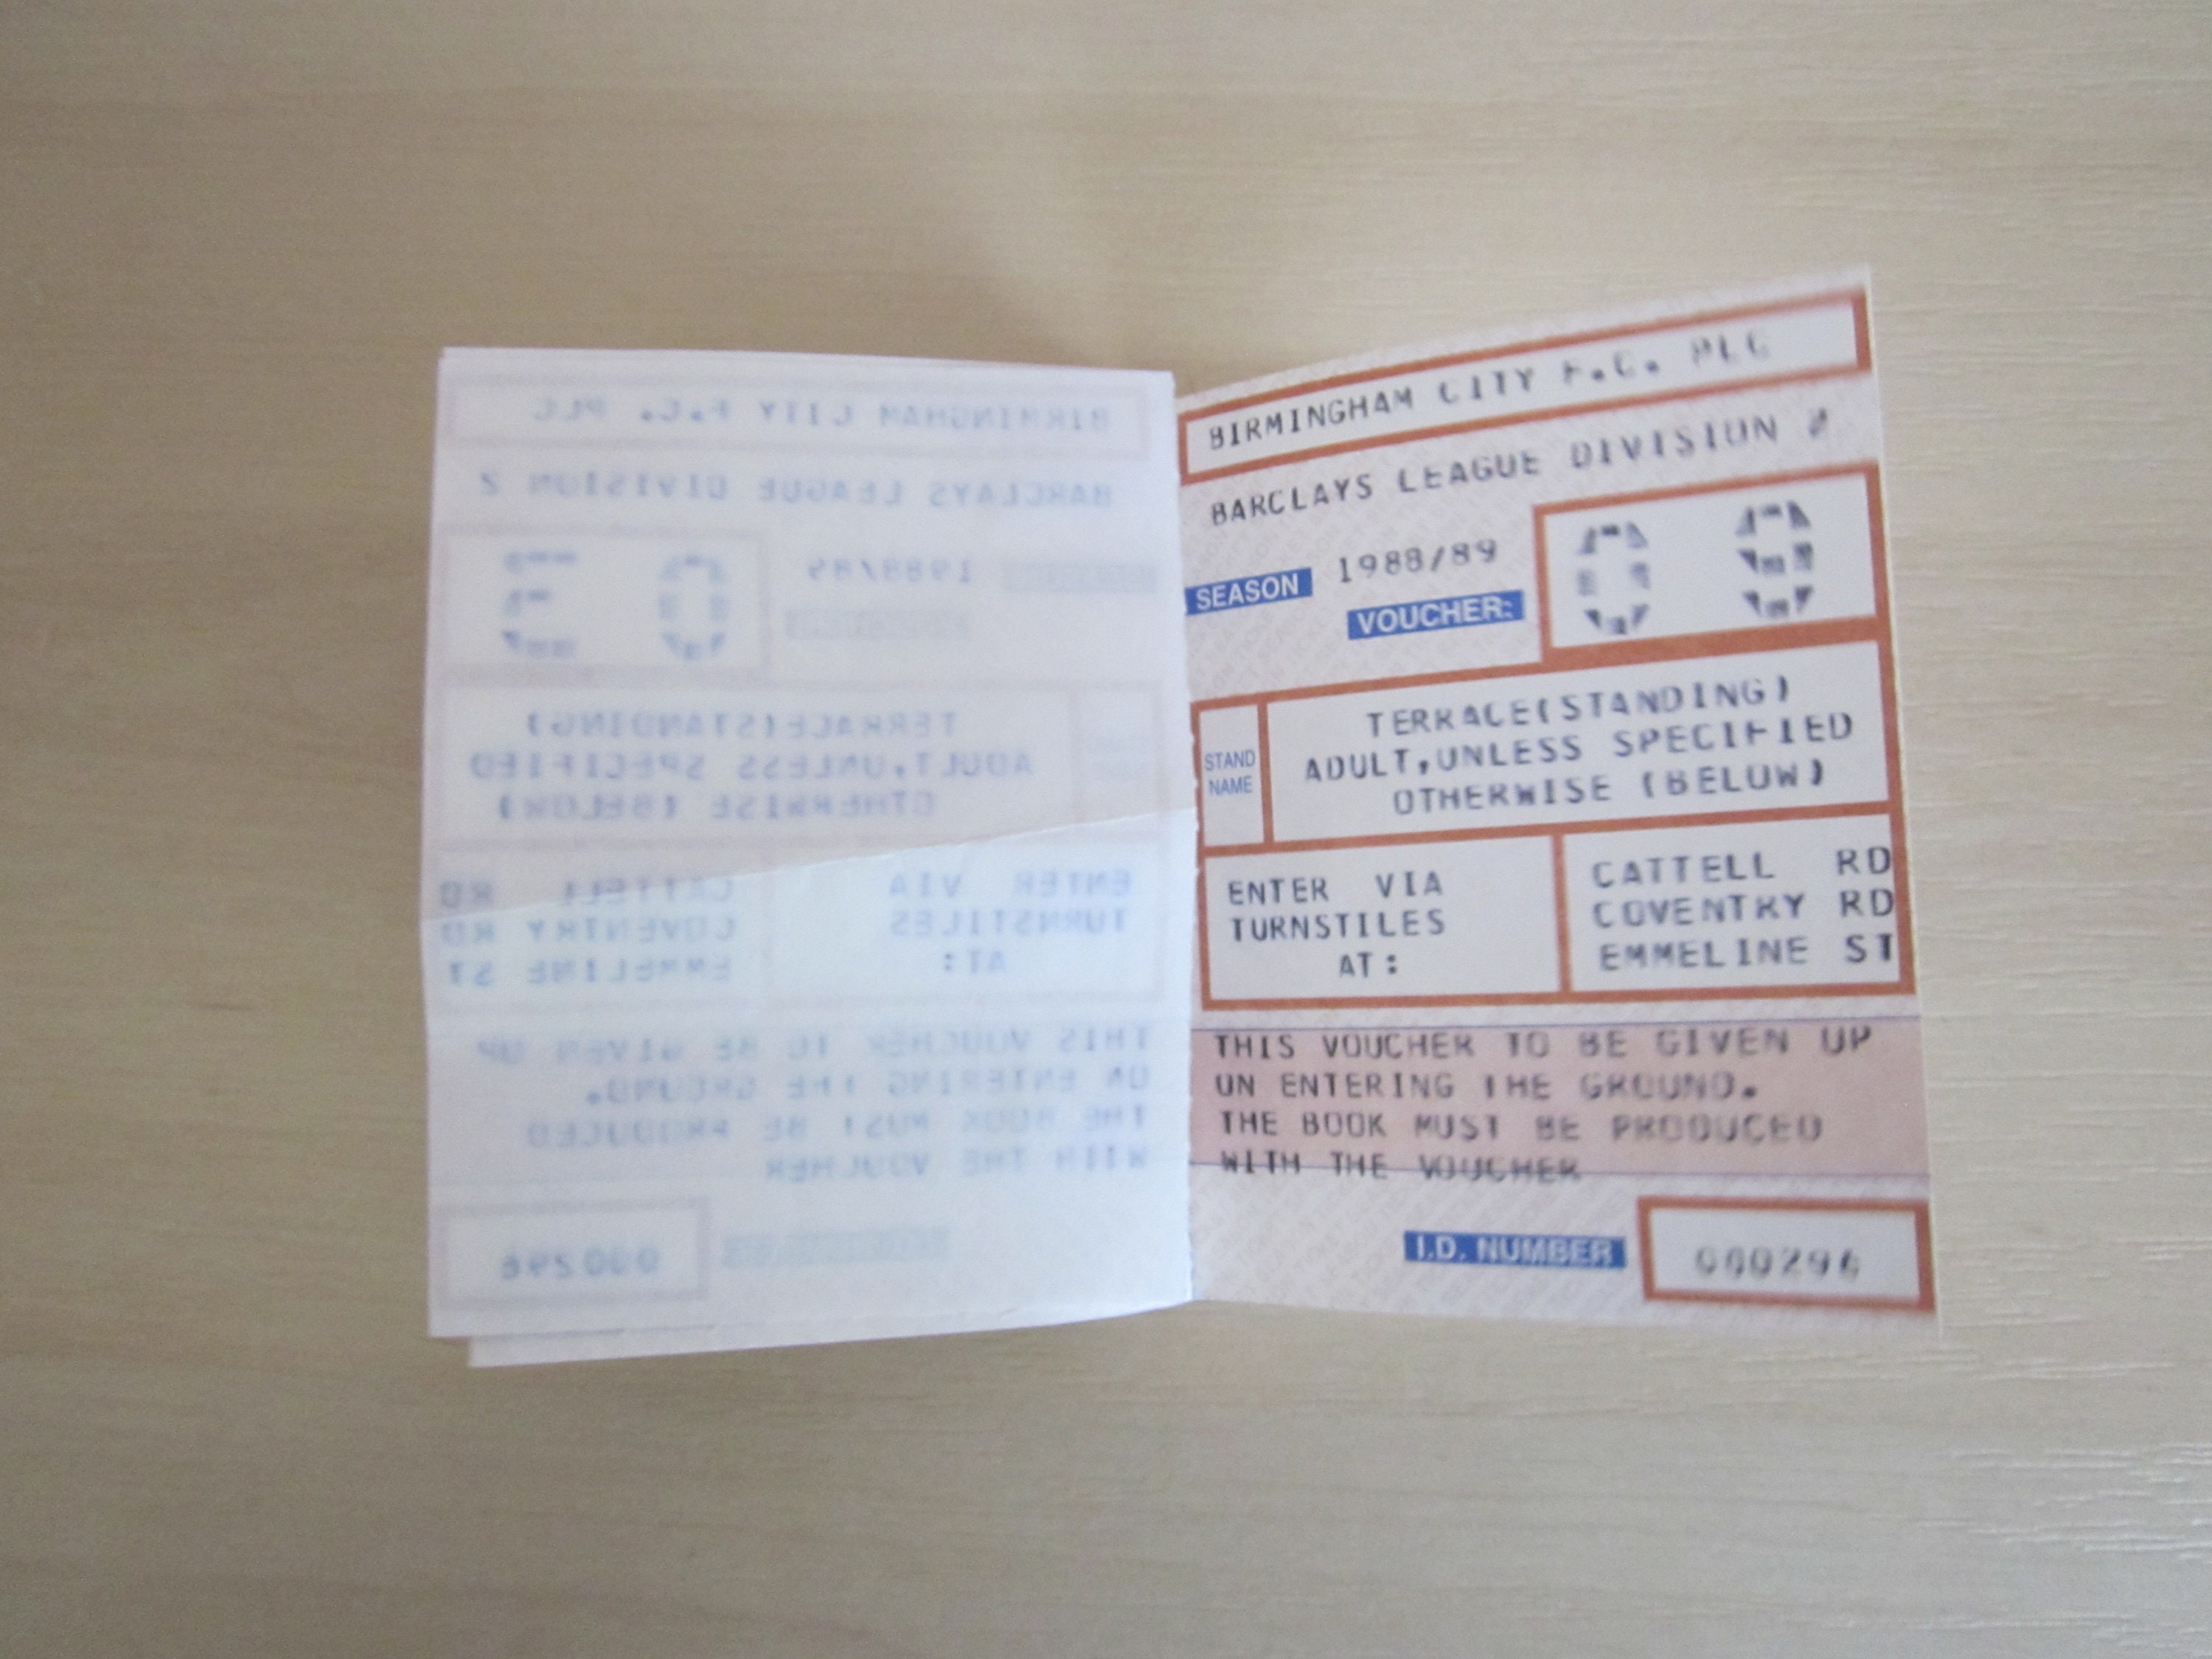 BIRMINGHAM CITY F.C. PLC
BARCLAYS LEAGUE DIVISION 2
SEASON 1988/89
VOUCHER: 08
STAND
NAME
TERRACE(STANDING)
ADULT,UNLESS SPECIFIED
OTHERWISE (BELOW)
ENTER VIA
TURNSTILES
AT:
CATTELL RD
COVENTRY RD
EMMELINE ST
THIS VOUCHER TO BE GIVEN UP
ON ENTERING THE GROUND.
THE BOOK MUST BE PRODUCED
WITH THE VOUCHER
I.D. NUMBER 000296